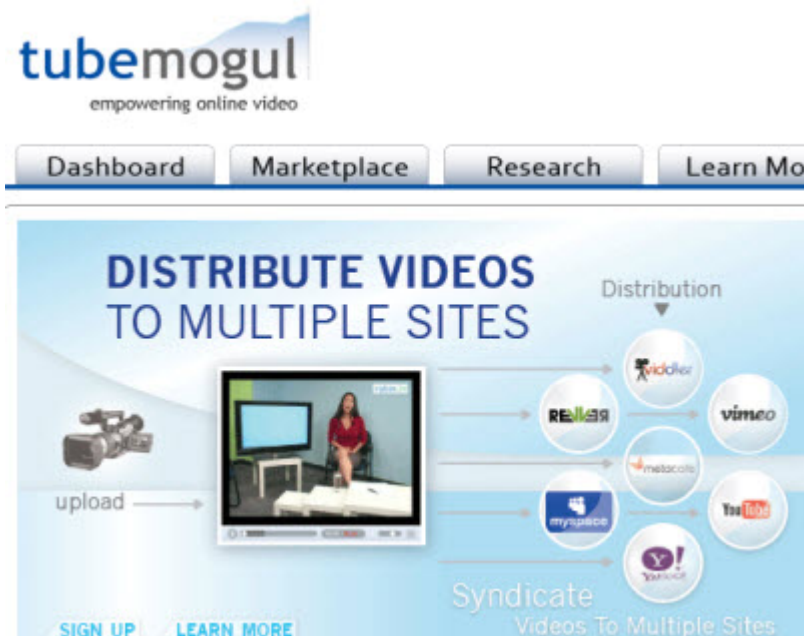 tubemogul
empowering online video
Dashboard Marketplace Research Learn Mo
DISTRIBUTE VIDEOS
TO MULTIPLE SITES
Distribution
viddler
REVVER
vimeo
metacafe
upload
myspace
YouTube
Y!
YAHOO!
Syndicate
Videos To Multiple Sites
SIGN UP LEARN MORE